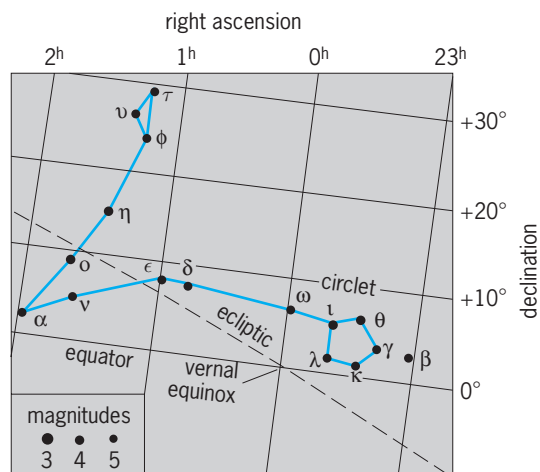 right ascension
2ʰ 1ʰ 0ʰ 23ʰ
τ
υ
ϕ
+30°
η
+20°
ο
ϵ δ
circlet
ω
+10°
ι θ
declination
α ν
ecliptic
γ
equator
λ
β
vernal
equinox
κ
0°
magnitudes
3 4 5